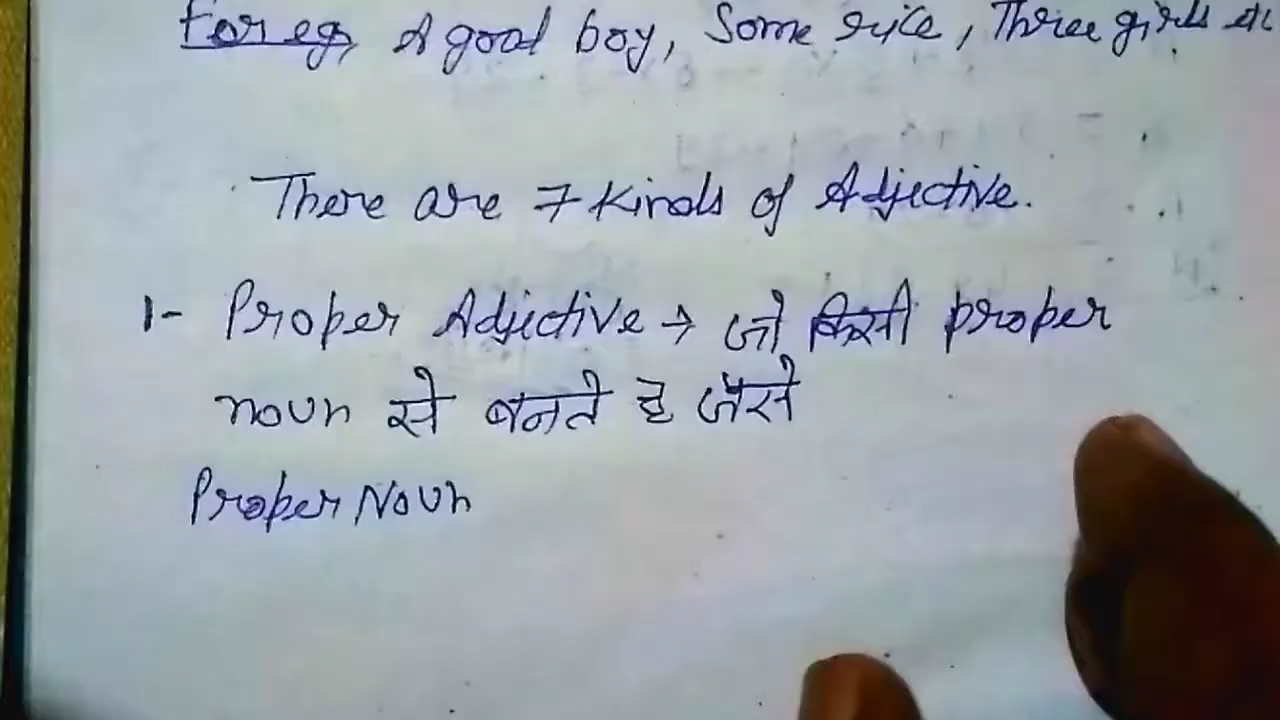 For eg, A good boy, Some rice, Three girls etc
There are 7 Kinds of Adjective.
1- Proper Adjective → जो किसी proper
noun से बनते है जैसे
Proper Noun